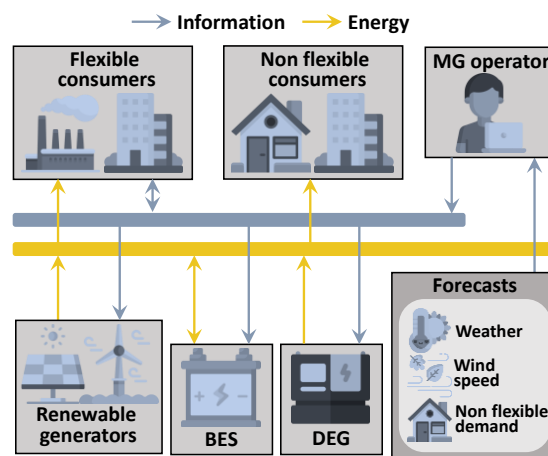 Information
Energy
Flexible
consumers
Non flexible
consumers
MG operator
Renewable
generators
BES
DEG
Forecasts
Weather
Wind
speed
Non flexible
demand